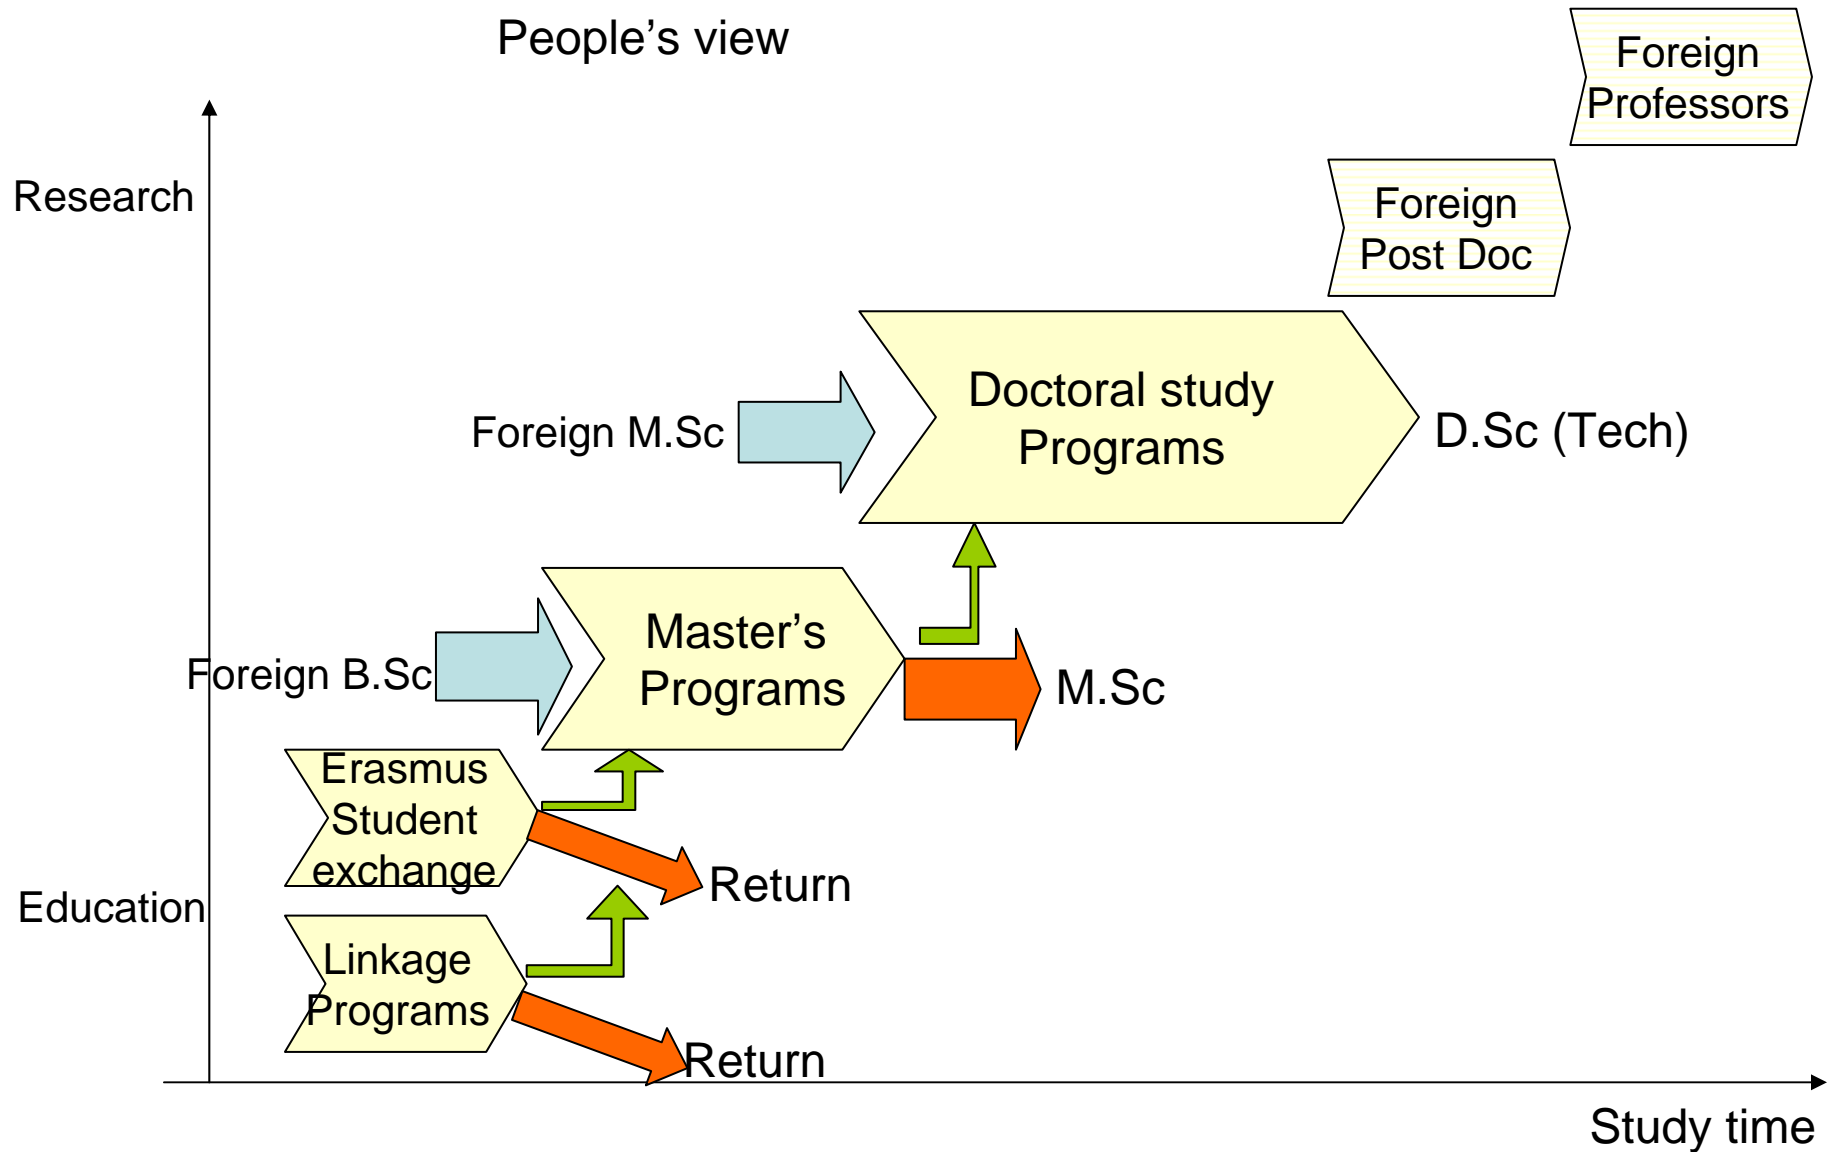 People’s view
Foreign
Professors
Research
Foreign
Post Doc
Doctoral study
Programs
Foreign M.Sc
D.Sc (Tech)
Master’s
Programs
Foreign B.Sc
M.Sc
Erasmus
Student
exchange
Return
Education
Linkage
Programs
Return
Study time